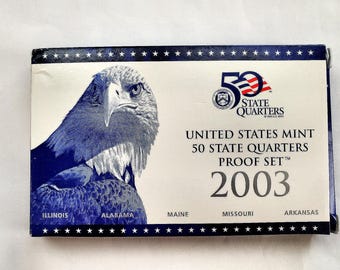 50
STATE
QUARTERS
UNITED STATES MINT
50 STATE QUARTERS
PROOF SET™
2003
ILLINOIS ALABAMA MAINE MISSOURI ARKANSAS